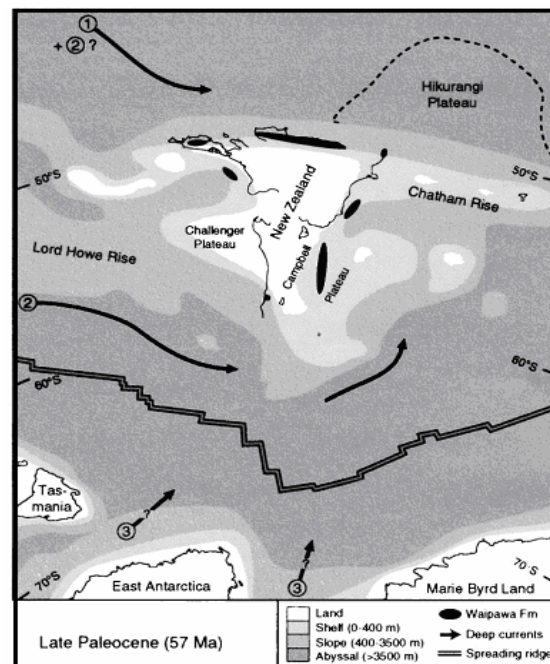 ①
+ ② ?
Hikurangi
Plateau
50°S
50°S
New Zealand
Chatham Rise
Challenger
Plateau
Lord Howe Rise
Campbell
Plateau
②
60°S
60°S
Tas-
mania
③ ?
③ ?
70°S
70°S
East Antarctica
Marie Byrd Land
Late Paleocene (57 Ma)
Land
Shelf (0-400 m)
Slope (400-3500 m)
Abyssal (>3500 m)
Waipawa Fm
Deep currents
Spreading ridge